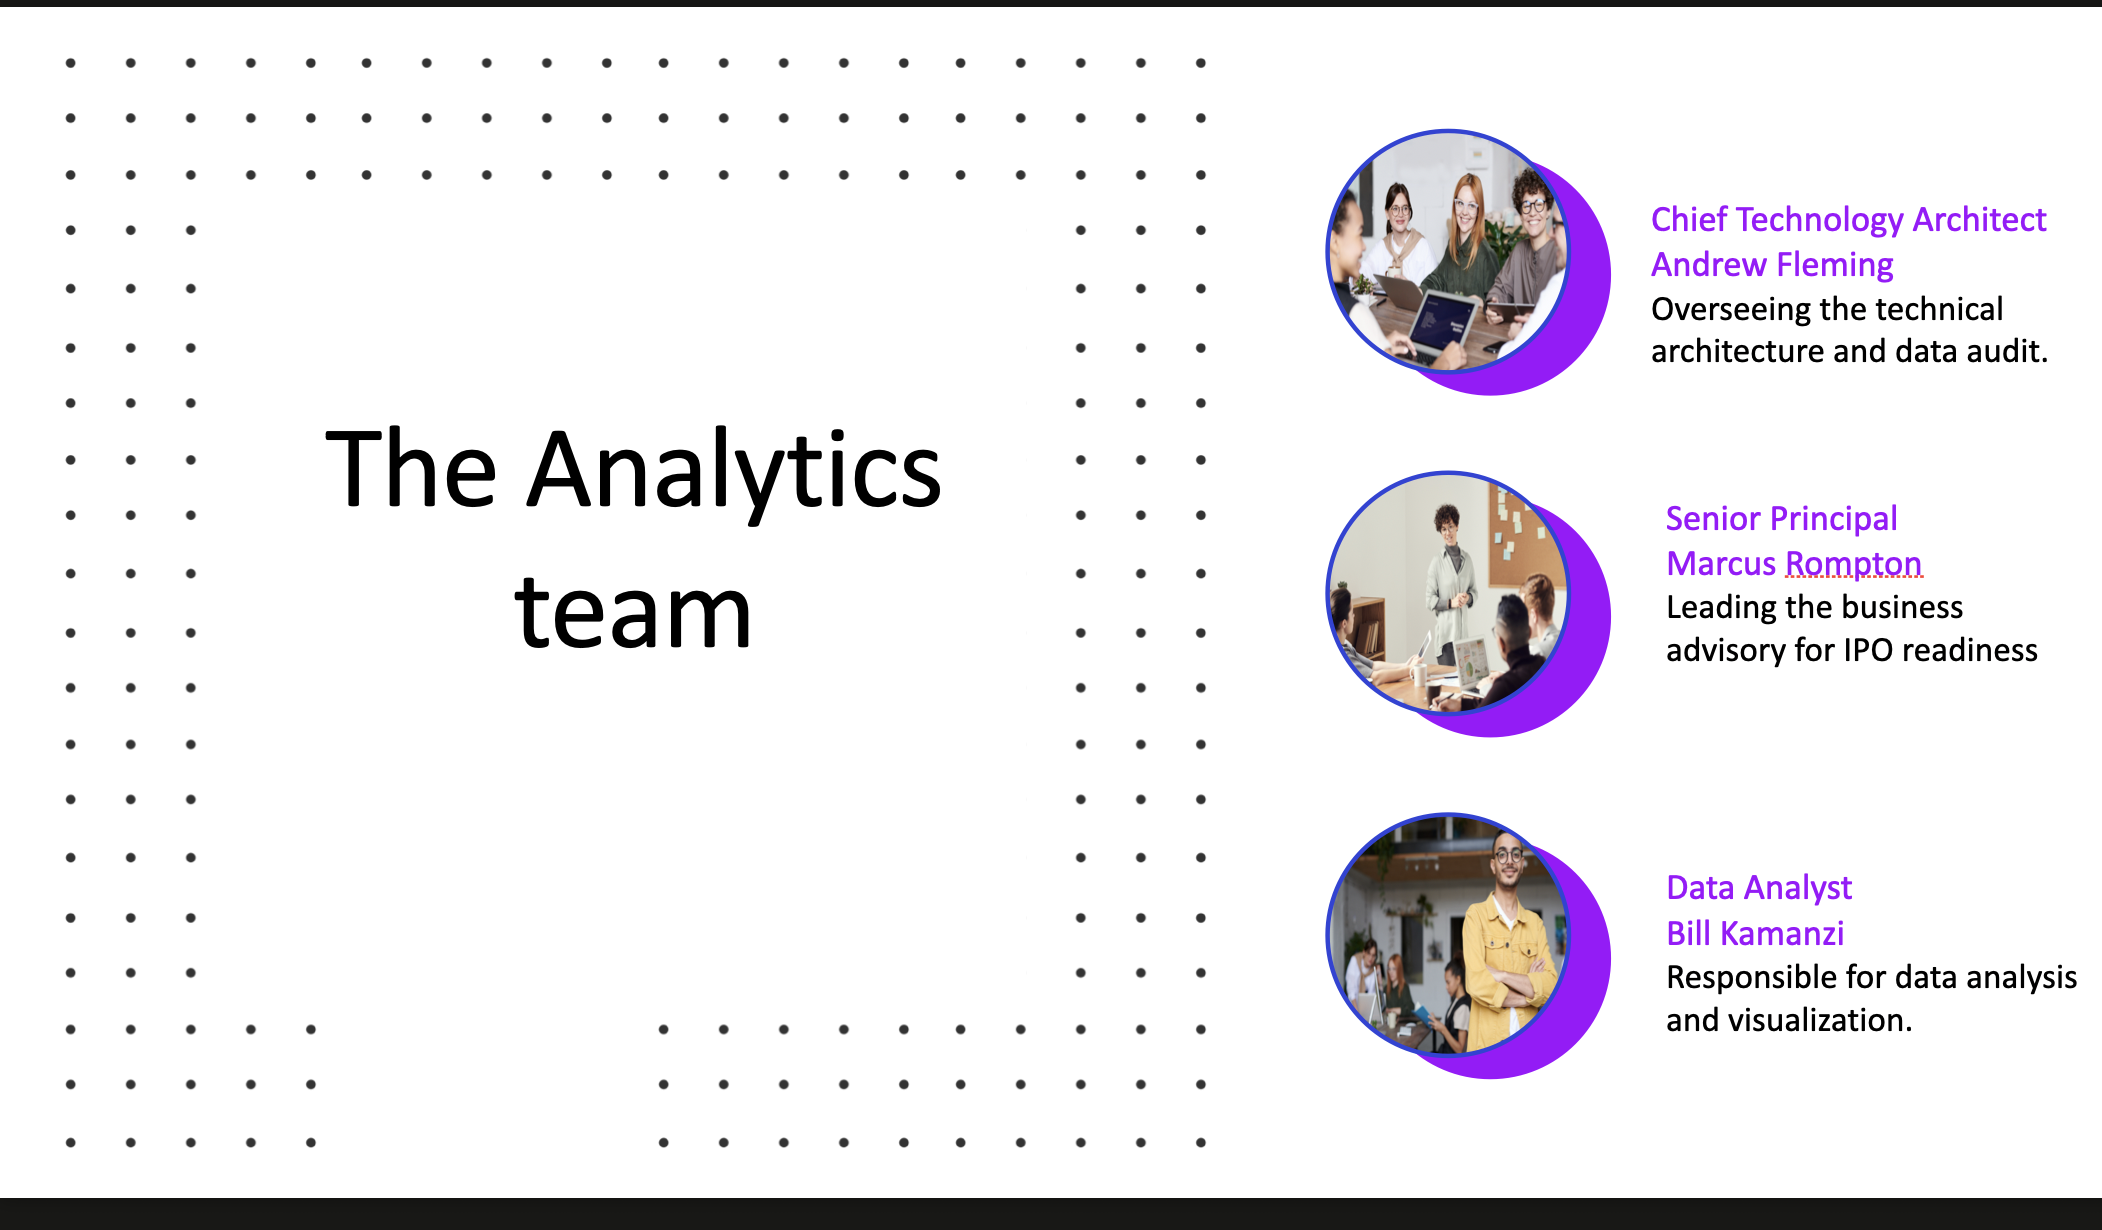 The Analytics
team
Chief Technology Architect
Andrew Fleming
Overseeing the technical
architecture and data audit.
Senior Principal
Marcus Rompton
Leading the business
advisory for IPO readiness
Data Analyst
Bill Kamanzi
Responsible for data analysis
and visualization.